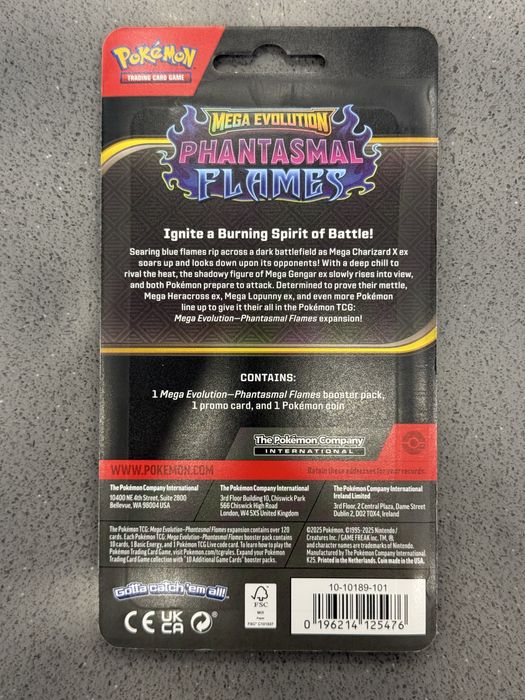 POKÉMON
TRADING CARD GAME
MEGA EVOLUTION
PHANTASMAL
FLAMES
Ignite a Burning Spirit of Battle!
Searing blue flames rip across a dark battlefield as Mega Charizard X ex
soars up and looks down upon its opponents! With a deep chill to
rival the heat, the shadowy figure of Mega Gengar ex slowly rises into view,
and both Pokémon prepare to attack. Determined to prove their mettle,
Mega Heracross ex, Mega Lopunny ex, and even more Pokémon
line up to give it their all in the Pokémon TCG:
Mega Evolution—Phantasmal Flames expansion!
CONTAINS:
1 Mega Evolution—Phantasmal Flames booster pack,
1 promo card, and 1 Pokémon coin
The Pokémon Company
INTERNATIONAL
WWW.POKEMON.COM
Retain these addresses for your records.
The Pokémon Company International
10400 NE 4th Street, Suite 2800
Bellevue, WA 98004 USA
The Pokémon Company International
3rd Floor Building 10, Chiswick Park
566 Chiswick High Road
London, W4 5XS United Kingdom
The Pokémon Company International
Ireland Limited
3rd Floor, 2 Central Plaza, Dame Street
Dublin 2, D02 T0X4, Ireland
The Pokémon TCG: Mega Evolution—Phantasmal Flames expansion contains over 120
cards. Each Pokémon TCG: Mega Evolution—Phantasmal Flames booster pack contains
10 cards, 1 Basic Energy, and 1 Pokémon TCG Live code card. To learn how to play the
Pokémon Trading Card Game, visit Pokemon.com/tcgrules. Expand your Pokémon
Trading Card Game collection with "10 Additional Game Cards" booster packs.
©2025 Pokémon. ©1995-2025 Nintendo/
Creatures Inc. / GAME FREAK inc. TM, ®,
and character names are trademarks of Nintendo.
Manufactured by The Pokémon Company International.
K25. Printed in the Netherlands. Coin made in the USA.
Gotta catch 'em all!
CE UK
CA
FSC
MIX
Paper
FSC® C101537
10-10189-101
0 196214 125476